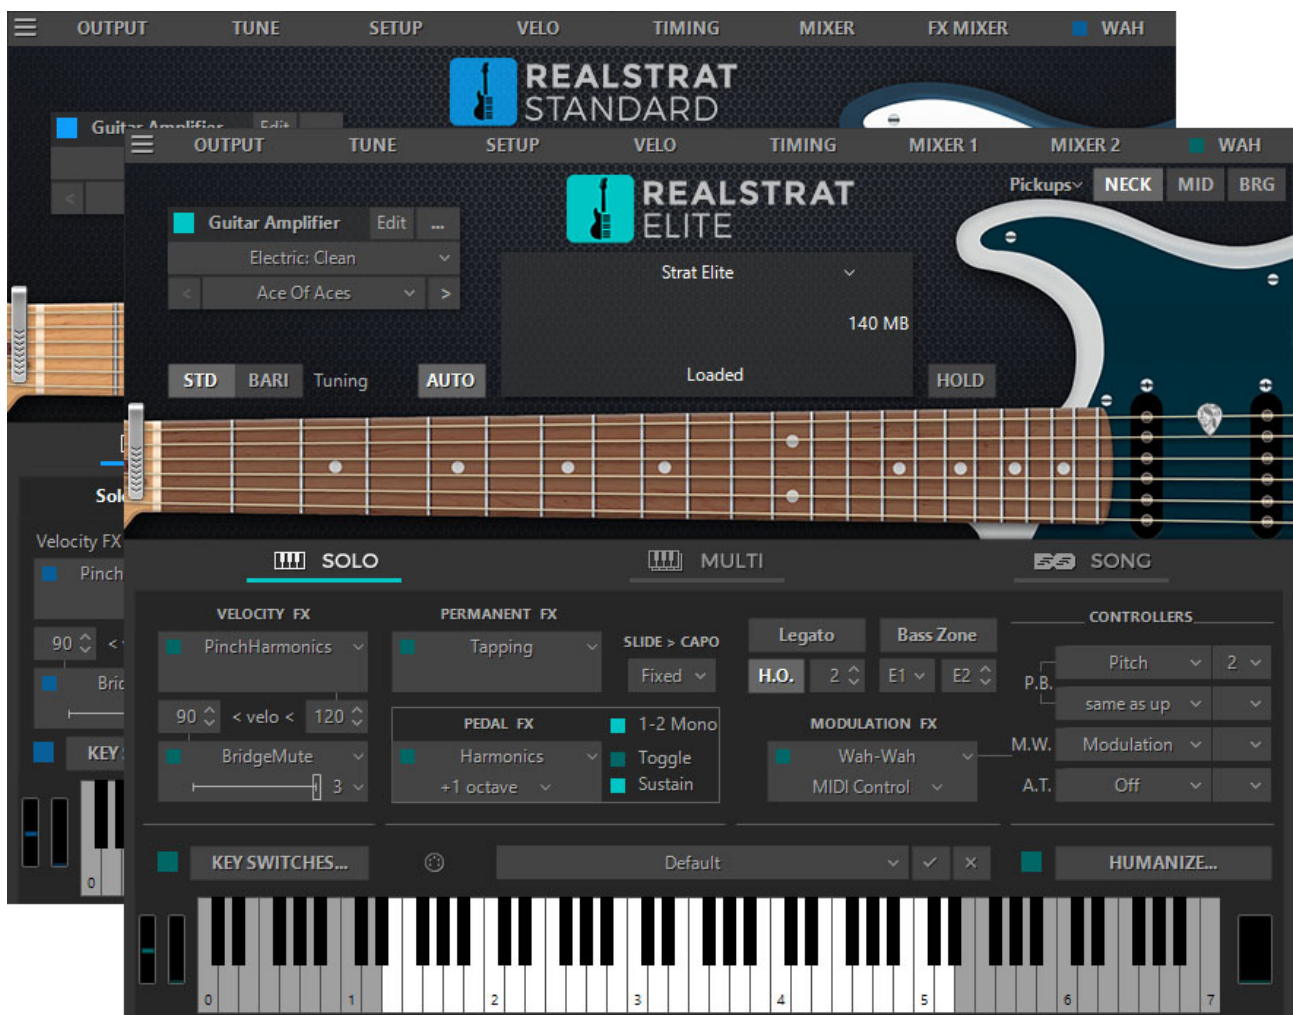 OUTPUT TUNE SETUP VELO TIMING MIXER FX MIXER WAH
REALSTRAT
STANDARD
Guitar Amplifier Edit
<
OUTPUT TUNE SETUP VELO TIMING MIXER 1 MIXER 2 WAH
REALSTRAT
ELITE
Pickups NECK MID BRG
Guitar Amplifier Edit ...
Electric: Clean
< Ace Of Aces >
Strat Elite
140 MB
Loaded
STD BARI Tuning AUTO HOLD
Velocity FX
90 <
KEY
0
SOLO MULTI SONG
VELOCITY FX PERMANENT FX CONTROLLERS
PinchHarmonics Tapping SLIDE > CAPO Legato Bass Zone
Fixed H.O. 2 E1 E2
P.B. Pitch 2
same as up
90 < velo < 120 PEDAL FX 1-2 Mono MODULATION FX
BridgeMute Harmonics Toggle Wah-Wah M.W. Modulation
3 +1 octave Sustain MIDI Control A.T. Off
KEY SWITCHES... Default HUMANIZE...
0 1 2 3 4 5 6 7